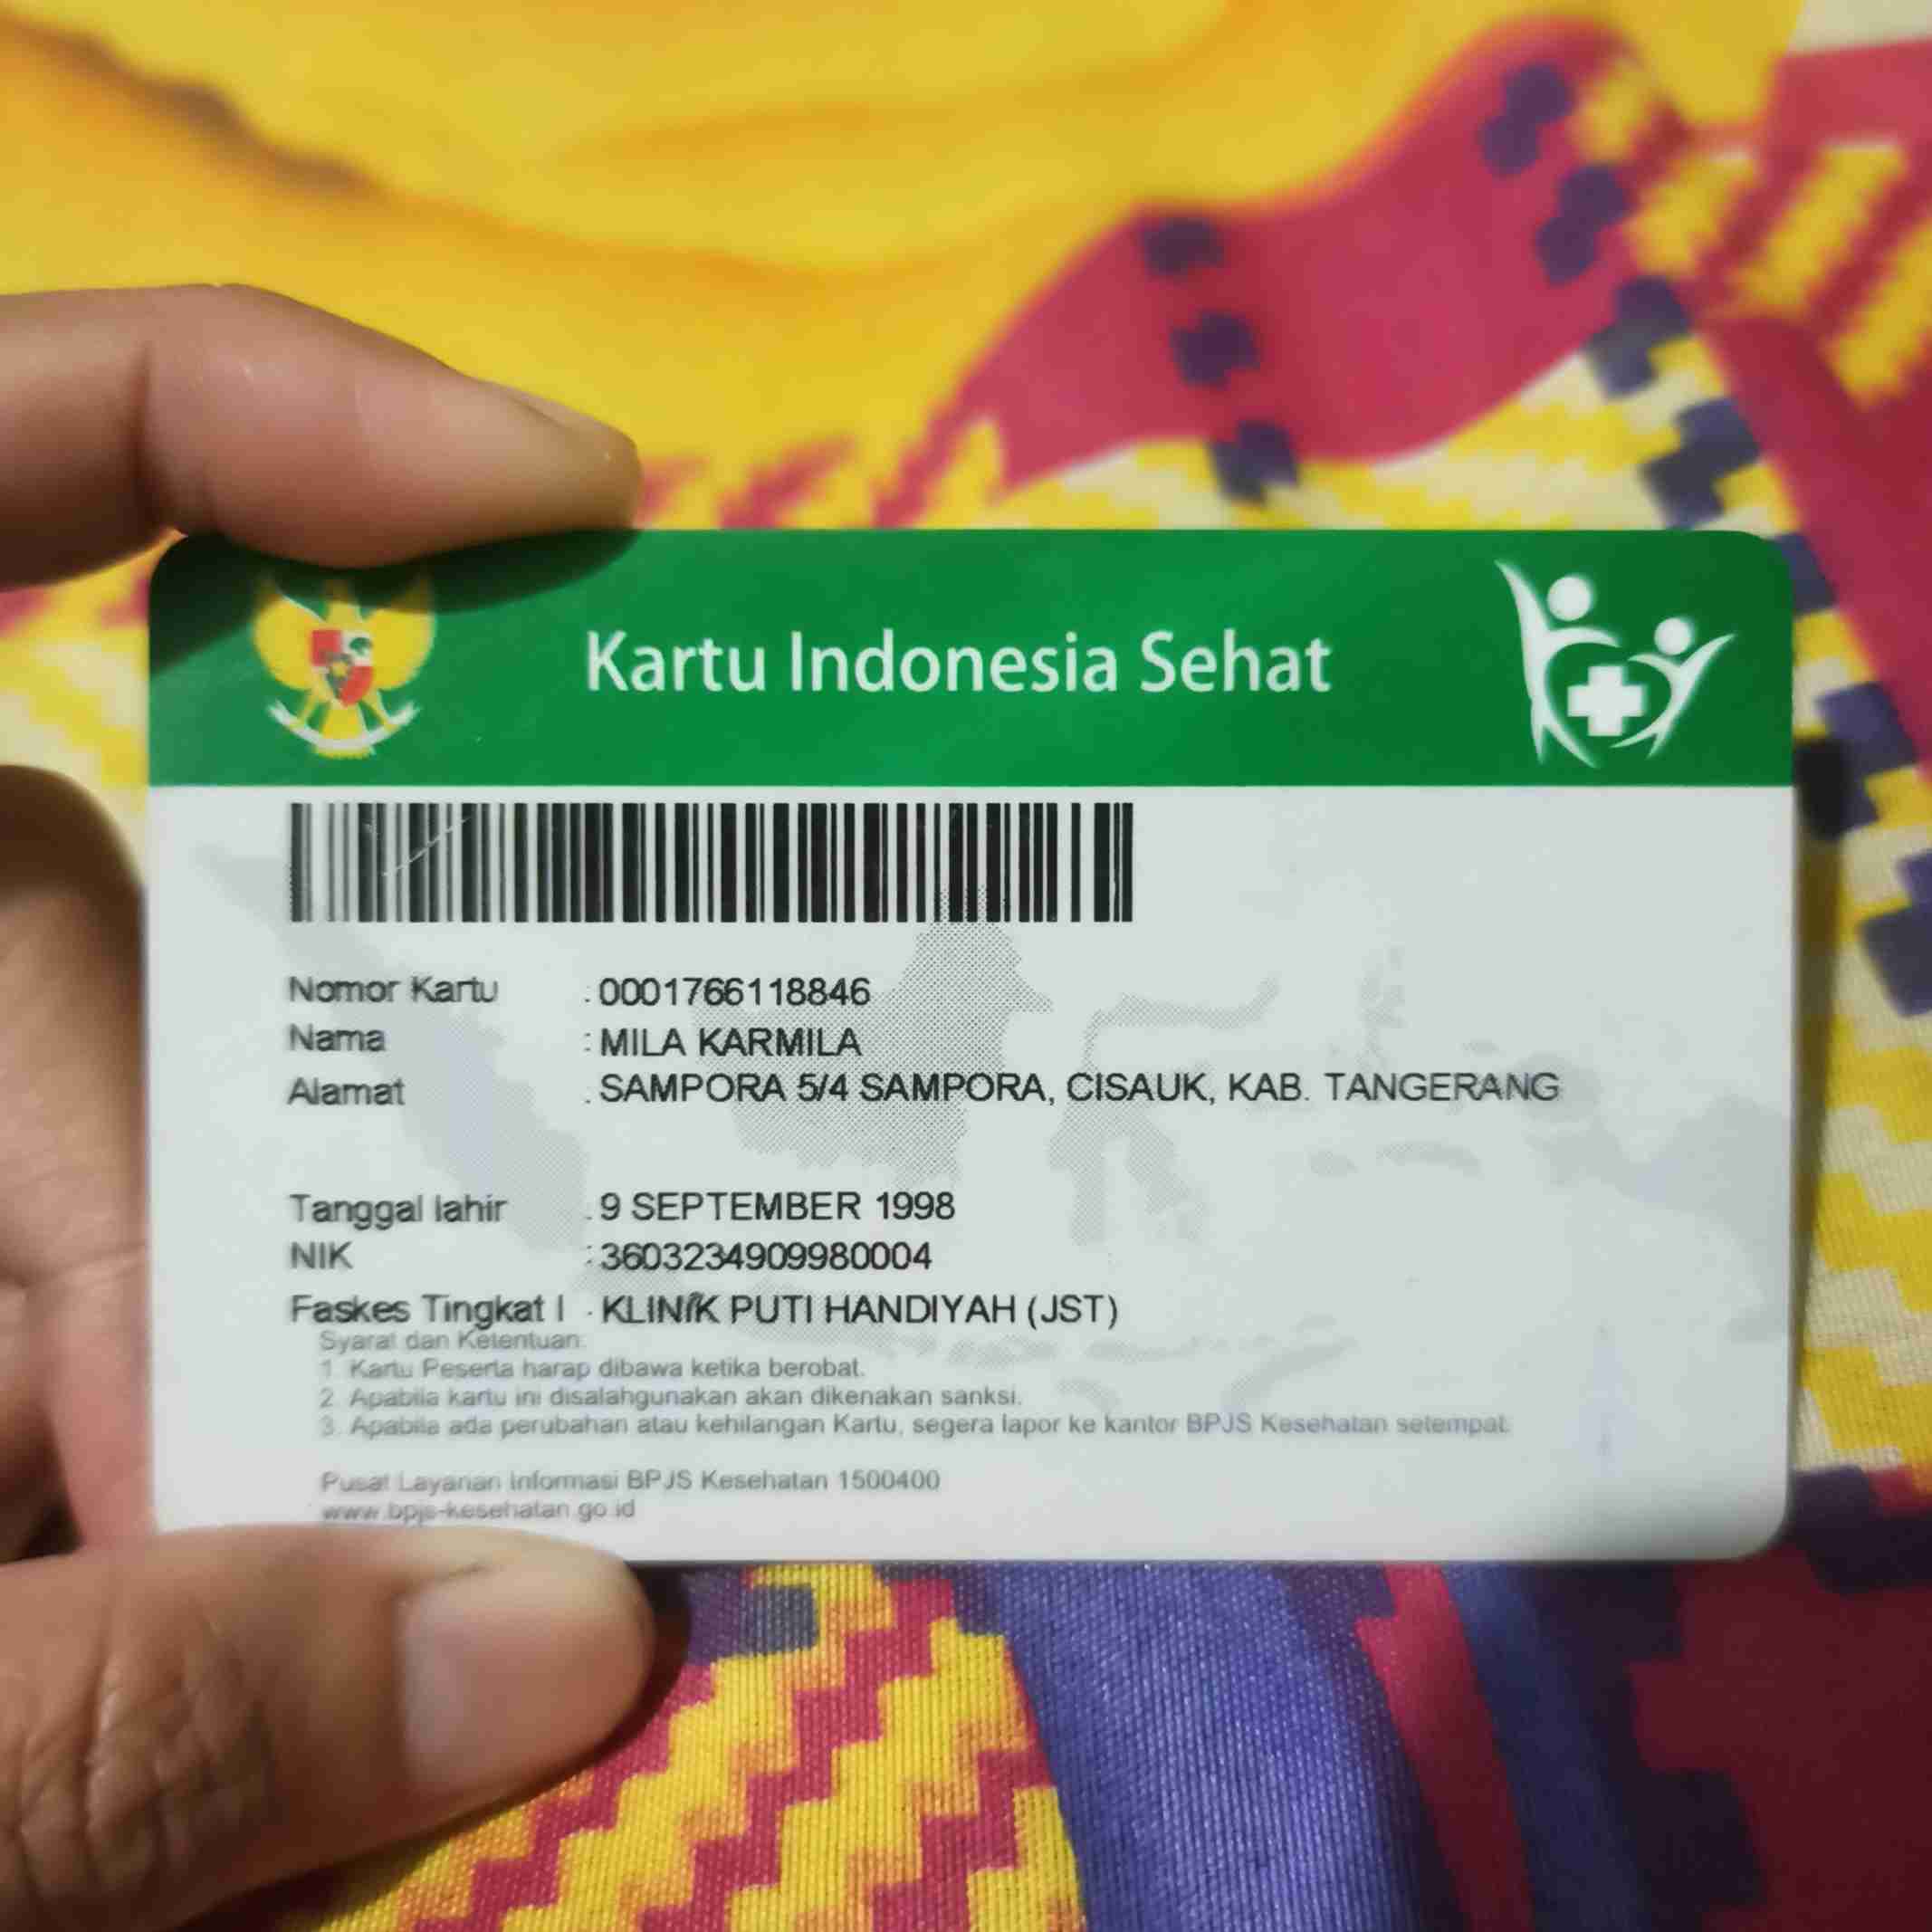 Kartu Indonesia Sehat
Nomor Kartu : 0001766118846
Nama : MILA KARMILA
Alamat : SAMPORA 5/4 SAMPORA, CISAUK, KAB. TANGERANG
Tanggal lahir : 9 SEPTEMBER 1998
NIK : 3603234909980004
Faskes Tingkat I : KLINIK PUTI HANDIYAH (JST)
Syarat dan Ketentuan:
1. Kartu Peserta harap dibawa ketika berobat.
2. Apabila kartu ini disalahgunakan akan dikenakan sanksi.
3. Apabila ada perubahan atau kehilangan Kartu, segera lapor ke kantor BPJS Kesehatan setempat.
Pusat Layanan Informasi BPJS Kesehatan 1500400
www.bpjs-kesehatan.go.id